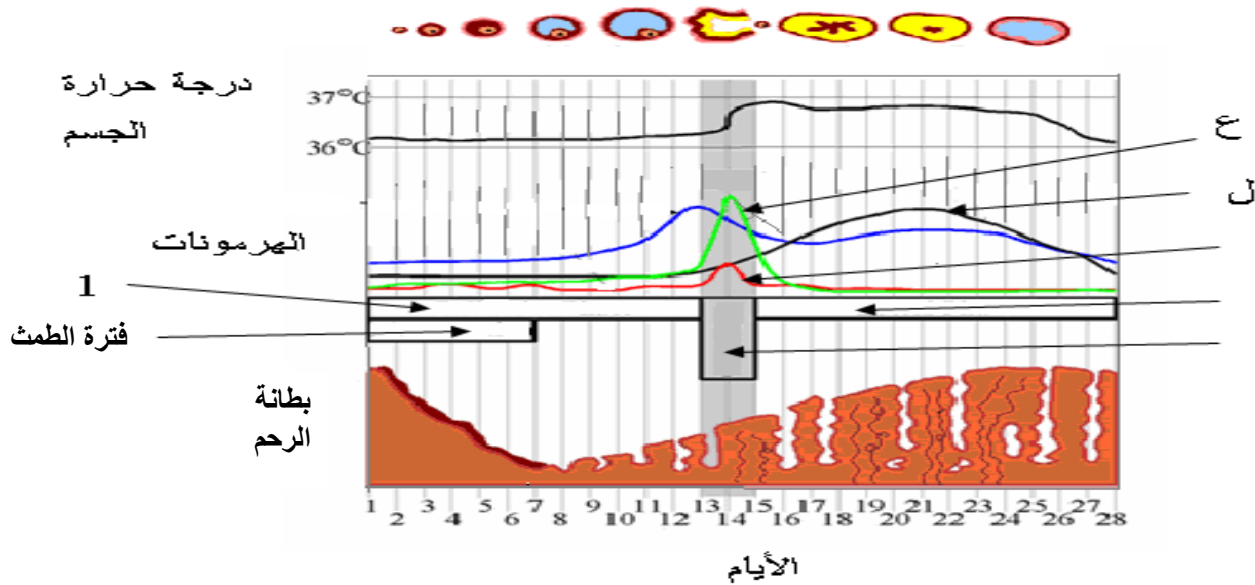 درجة حرارة
الجسم
37°C
36°C
ع
ل
الهرمونات
1
فترة الطمث
بطانة
الرحم
1 2 3 4 5 6 7 8 9 10 11 12 13 14 15 16 17 18 19 20 21 22 23 24 25 26 27 28
الأيام